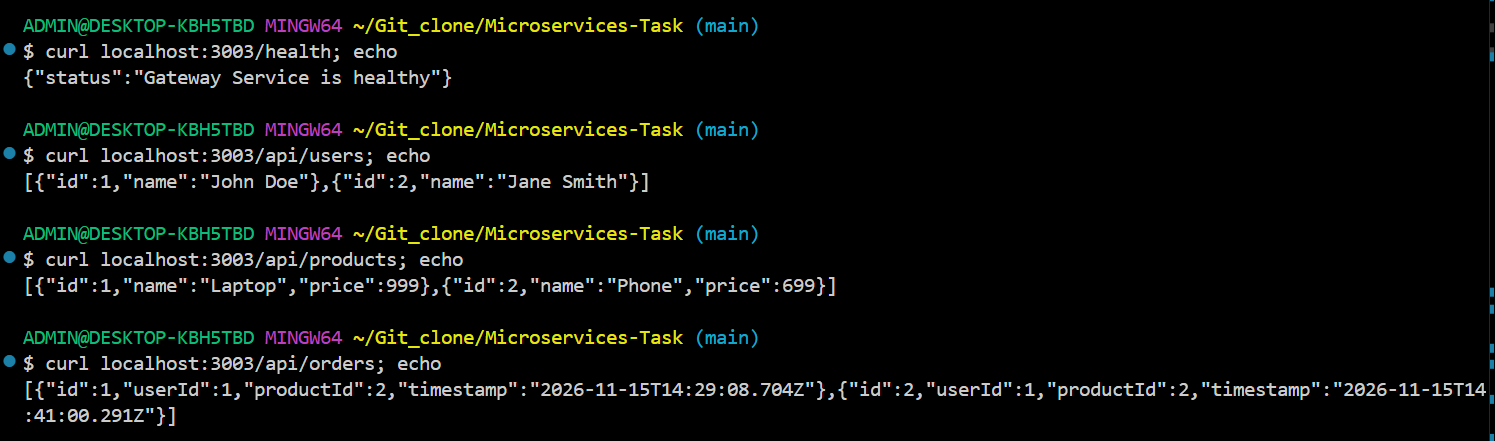 ADMIN@DESKTOP-KBH5TBD MINGW64 ~/Git_clone/Microservices-Task (main)
$ curl localhost:3003/health; echo
{"status":"Gateway Service is healthy"}
ADMIN@DESKTOP-KBH5TBD MINGW64 ~/Git_clone/Microservices-Task (main)
$ curl localhost:3003/api/users; echo
[{"id":1,"name":"John Doe"},{"id":2,"name":"Jane Smith"}]
ADMIN@DESKTOP-KBH5TBD MINGW64 ~/Git_clone/Microservices-Task (main)
$ curl localhost:3003/api/products; echo
[{"id":1,"name":"Laptop","price":999},{"id":2,"name":"Phone","price":699}]
ADMIN@DESKTOP-KBH5TBD MINGW64 ~/Git_clone/Microservices-Task (main)
$ curl localhost:3003/api/orders; echo
[{"id":1,"userId":1,"productId":2,"timestamp":"2026-11-15T14:29:08.704Z"},{"id":2,"userId":1,"productId":2,"timestamp":"2026-11-15T14
:41:00.291Z"}]